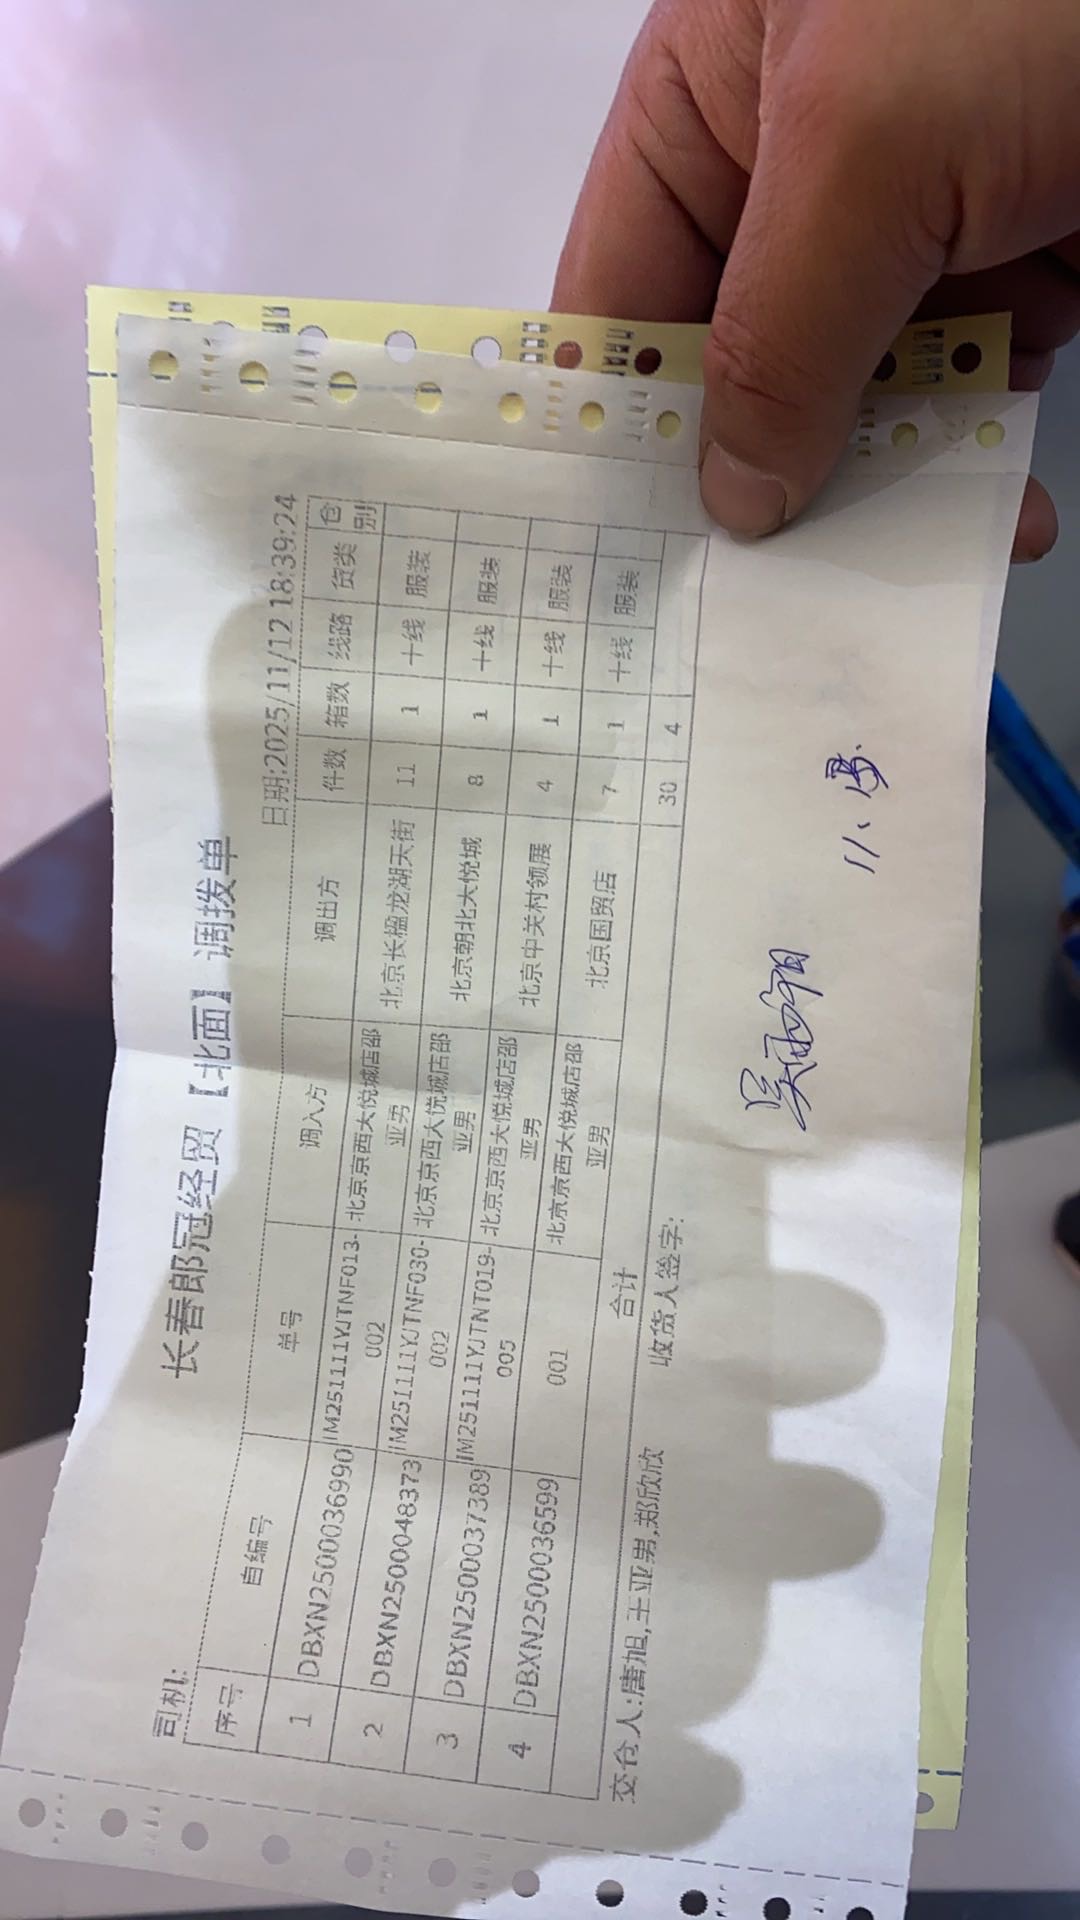 长春郎冠经贸【北面】调拨单
司机: 日期:2025/11/12 18:39:24
序号 自编号 单号 调入方 调出方 件数 箱数 线路 货类 仓别
1 DBXN2500036990 IM251111YJTNF013-002 北京京西大悦城店邵亚男 北京长楹龙湖天街 11 1 十线 服装
2 DBXN2500048373 IM251111YJTNF030-002 北京京西大悦城店邵亚男 北京朝北大悦城 8 1 十线 服装
3 DBXN2500037389 IM251111YJTNT019-005 北京京西大悦城店邵亚男 北京中关村领展 4 1 十线 服装
4 DBXN2500036599 001 北京京西大悦城店邵亚男 北京国贸店 7 1 十线 服装
合计 30 4
交仓人:唐旭,王亚男,郑欣欣 收货人签字:
11.